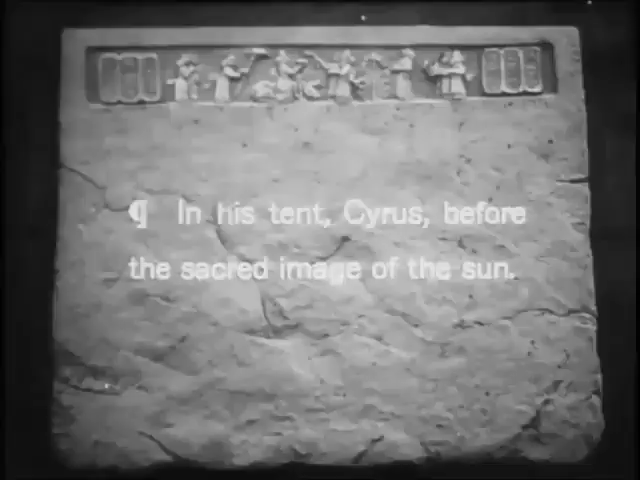 ¶ In his tent, Cyrus, before
the sacred image of the sun.